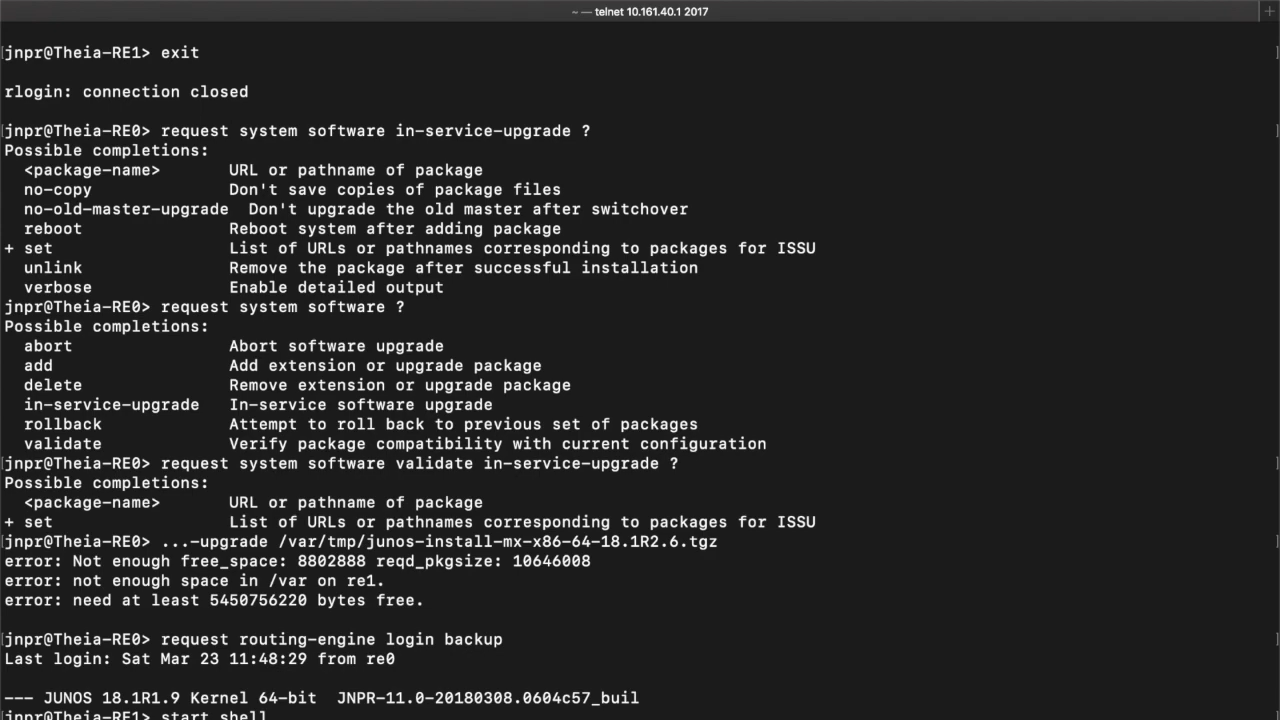 ~ — telnet 10.161.40.1 2017
jnpr@Theia-RE1> exit
rlogin: connection closed
jnpr@Theia-RE0> request system software in-service-upgrade ?
Possible completions:
<package-name> URL or pathname of package
no-copy Don't save copies of package files
no-old-master-upgrade Don't upgrade the old master after switchover
reboot Reboot system after adding package
+ set List of URLs or pathnames corresponding to packages for ISSU
unlink Remove the package after successful installation
verbose Enable detailed output
jnpr@Theia-RE0> request system software ?
Possible completions:
abort Abort software upgrade
add Add extension or upgrade package
delete Remove extension or upgrade package
in-service-upgrade In-service software upgrade
rollback Attempt to roll back to previous set of packages
validate Verify package compatibility with current configuration
jnpr@Theia-RE0> request system software validate in-service-upgrade ?
Possible completions:
<package-name> URL or pathname of package
+ set List of URLs or pathnames corresponding to packages for ISSU
jnpr@Theia-RE0> ...-upgrade /var/tmp/junos-install-mx-x86-64-18.1R2.6.tgz
error: Not enough free_space: 8802888 reqd_pkgsize: 10646008
error: not enough space in /var on re1.
error: need at least 5450756220 bytes free.
jnpr@Theia-RE0> request routing-engine login backup
Last login: Sat Mar 23 11:48:29 from re0
--- JUNOS 18.1R1.9 Kernel 64-bit JNPR-11.0-20180308.0604c57_buil
jnpr@Theia-RE1> start shell